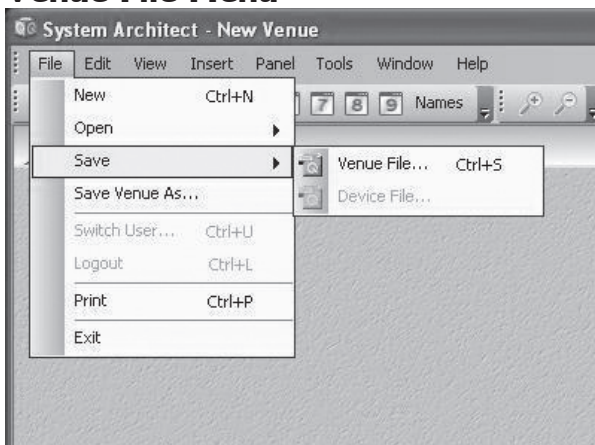 Venue File Menu
System Architect - New Venue
File Edit View Insert Panel Tools Window Help
7 8 9 Names
New Ctrl+N
Open
Save
Venue File... Ctrl+S
Device File...
Save Venue As...
Switch User... Ctrl+U
Logout Ctrl+L
Print Ctrl+P
Exit